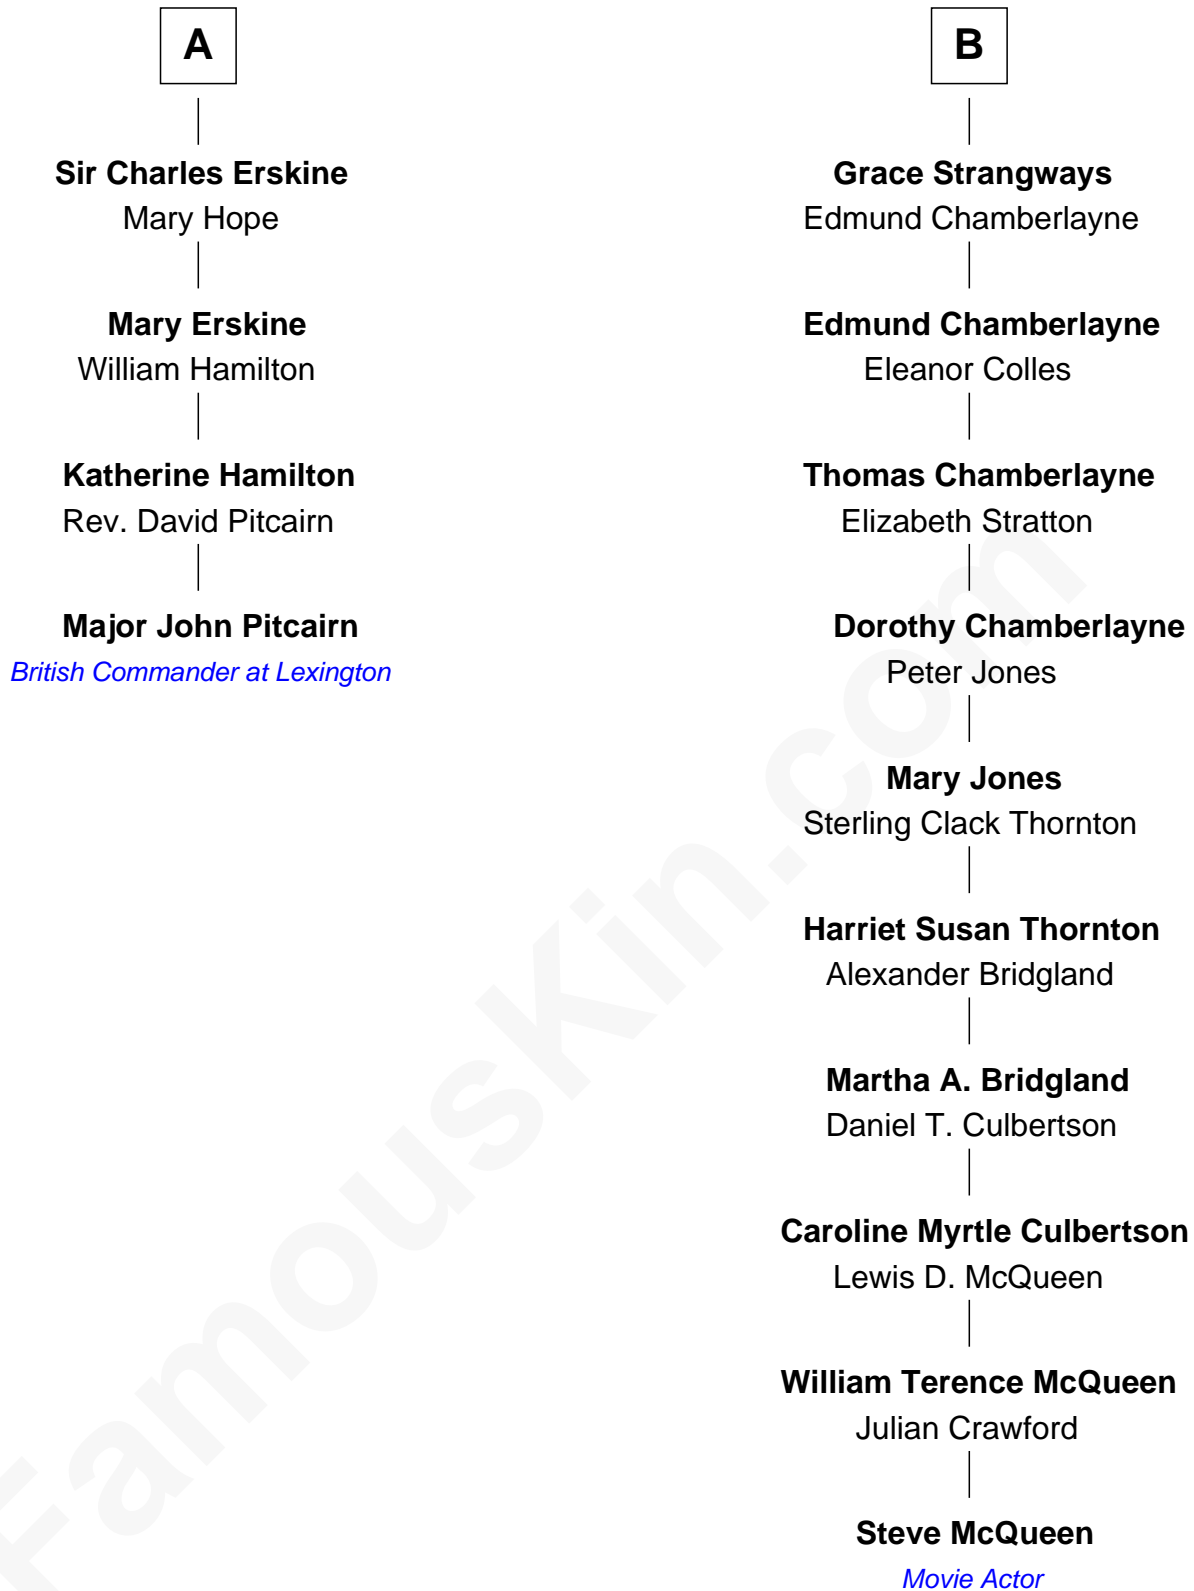 A
Sir Charles Erskine
Mary Hope
Mary Erskine
William Hamilton
Katherine Hamilton
Rev. David Pitcairn
Major John Pitcairn
British Commander at Lexington
B
Grace Strangways
Edmund Chamberlayne
Edmund Chamberlayne
Eleanor Colles
Thomas Chamberlayne
Elizabeth Stratton
Dorothy Chamberlayne
Peter Jones
Mary Jones
Sterling Clack Thornton
Harriet Susan Thornton
Alexander Bridgland
Martha A. Bridgland
Daniel T. Culbertson
Caroline Myrtle Culbertson
Lewis D. McQueen
William Terence McQueen
Julian Crawford
Steve McQueen
Movie Actor
FamousKin.com